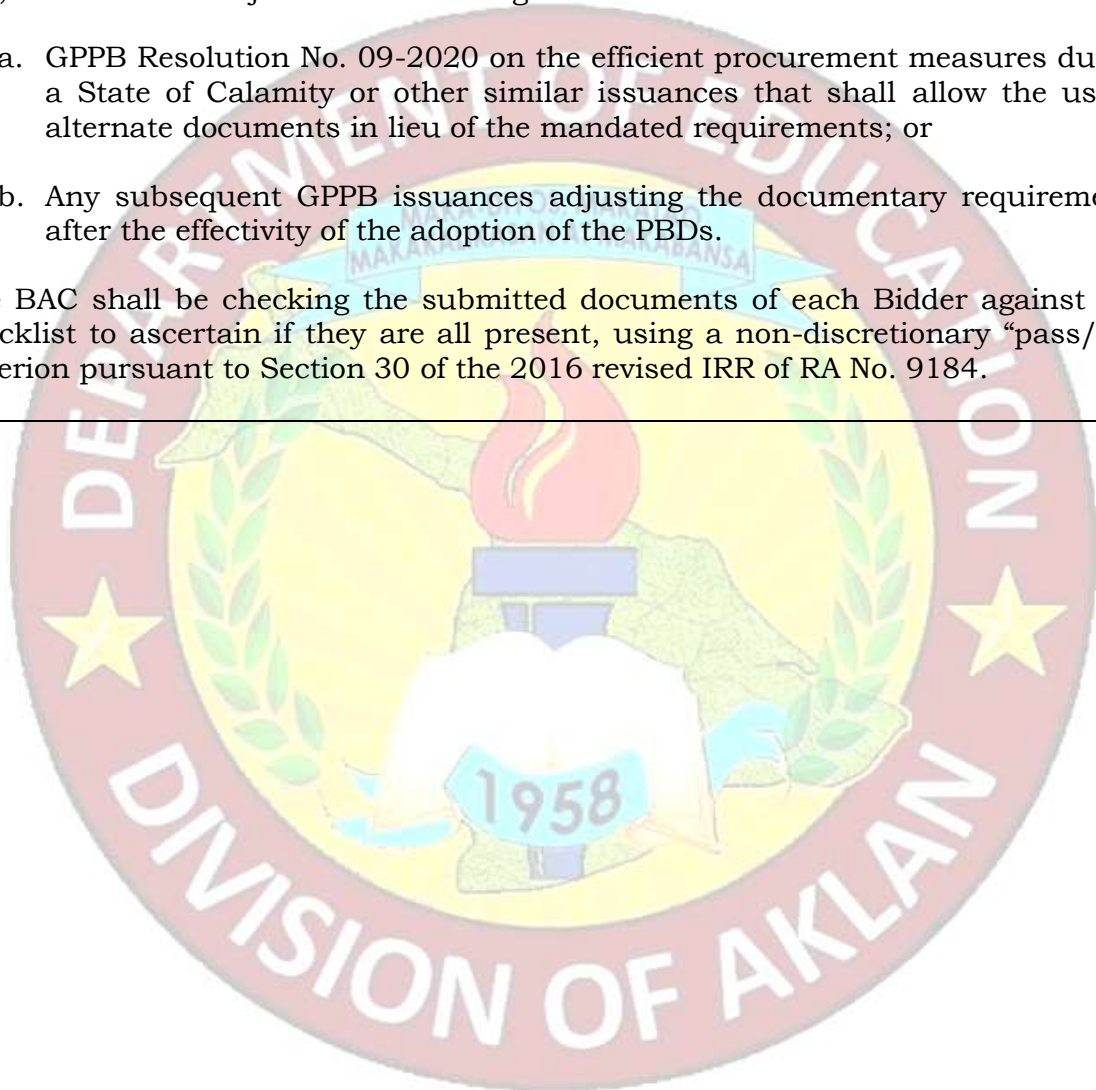 a. GPPB Resolution No. 09-2020 on the efficient procurement measures du
a State of Calamity or other similar issuances that shall allow the us
alternate documents in lieu of the mandated requirements; or
b. Any subsequent GPPB issuances adjusting the documentary requireme
after the effectivity of the adoption of the PBDs.
e BAC shall be checking the submitted documents of each Bidder against
cklist to ascertain if they are all present, using a non-discretionary “pass/
erion pursuant to Section 30 of the 2016 revised IRR of RA No. 9184.
DEPARTMENT OF EDUCATION
1958
DIVISION OF AKLAN